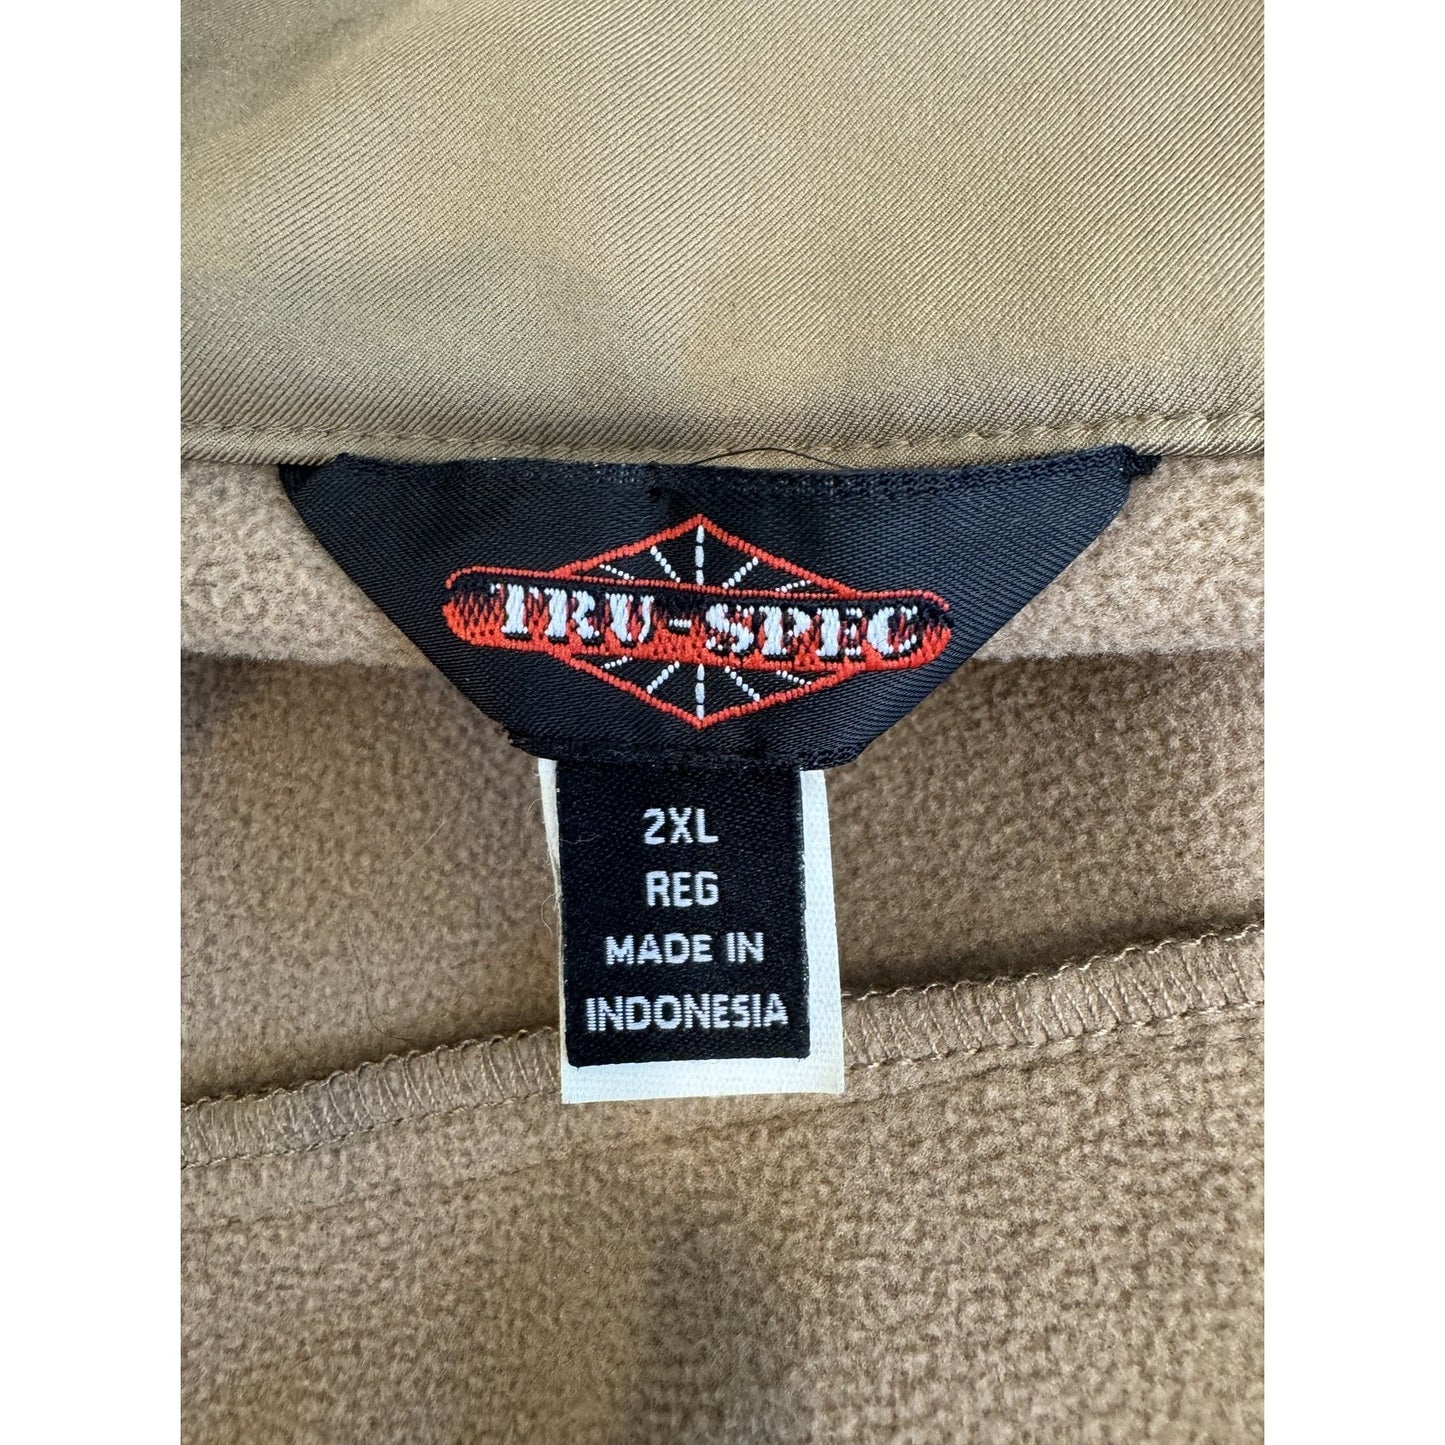 TRU-SPEC
2XL
REG
MADE IN
INDONESIA